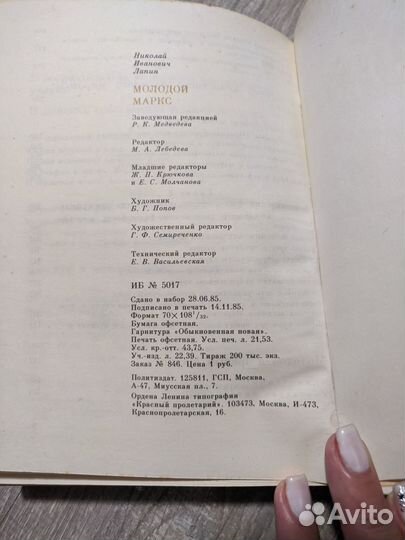 Николай
Иванович
Лапин
МОЛОДОЙ
МАРКС
Заведующая редакцией
Р. К. Медведева
Редактор
М. А. Лебедева
Младшие редакторы
Ж. П. Крючкова
и Е. С. Молчанова
Художник
Б. Г. Попов
Художественный редактор
Г. Ф. Семиреченко
Технический редактор
Е. В. Васильевская
ИБ № 5017
Сдано в набор 28.06.85.
Подписано в печать 14.11.85.
Формат 70×108¹/₃₂.
Бумага офсетная.
Гарнитура «Обыкновенная новая».
Печать офсетная. Усл. печ. л. 21,53.
Усл. кр.-отт. 43,75.
Уч.-изд. л. 22,39. Тираж 200 тыс. экз.
Заказ № 846. Цена 1 руб.
Политиздат. 125811, ГСП, Москва,
А-47, Миусская пл., 7.
Ордена Ленина типография
«Красный пролетарий». 103473, Москва, И-473,
Краснопролетарская, 16.
Avito